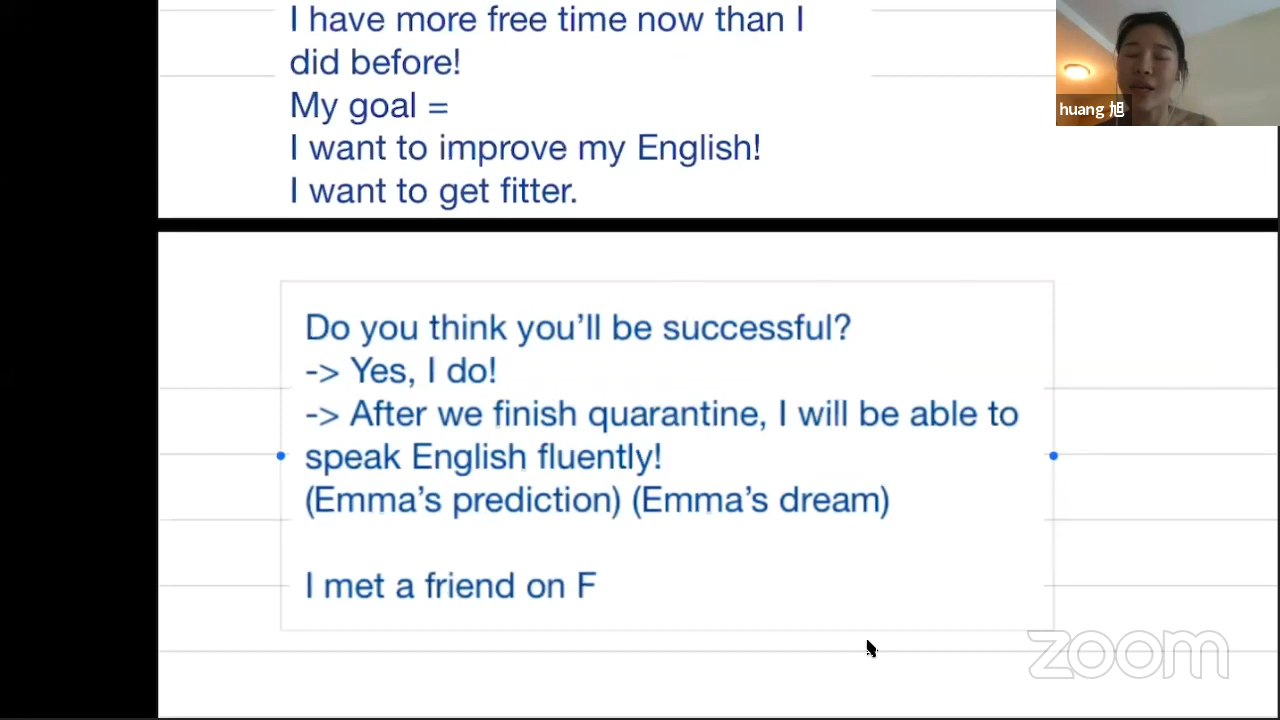 I have more free time now than I
did before!
My goal =
I want to improve my English!
I want to get fitter.
huang 旭
Do you think you’ll be successful?
-> Yes, I do!
-> After we finish quarantine, I will be able to
speak English fluently!
(Emma’s prediction) (Emma’s dream)
I met a friend on F
zoom